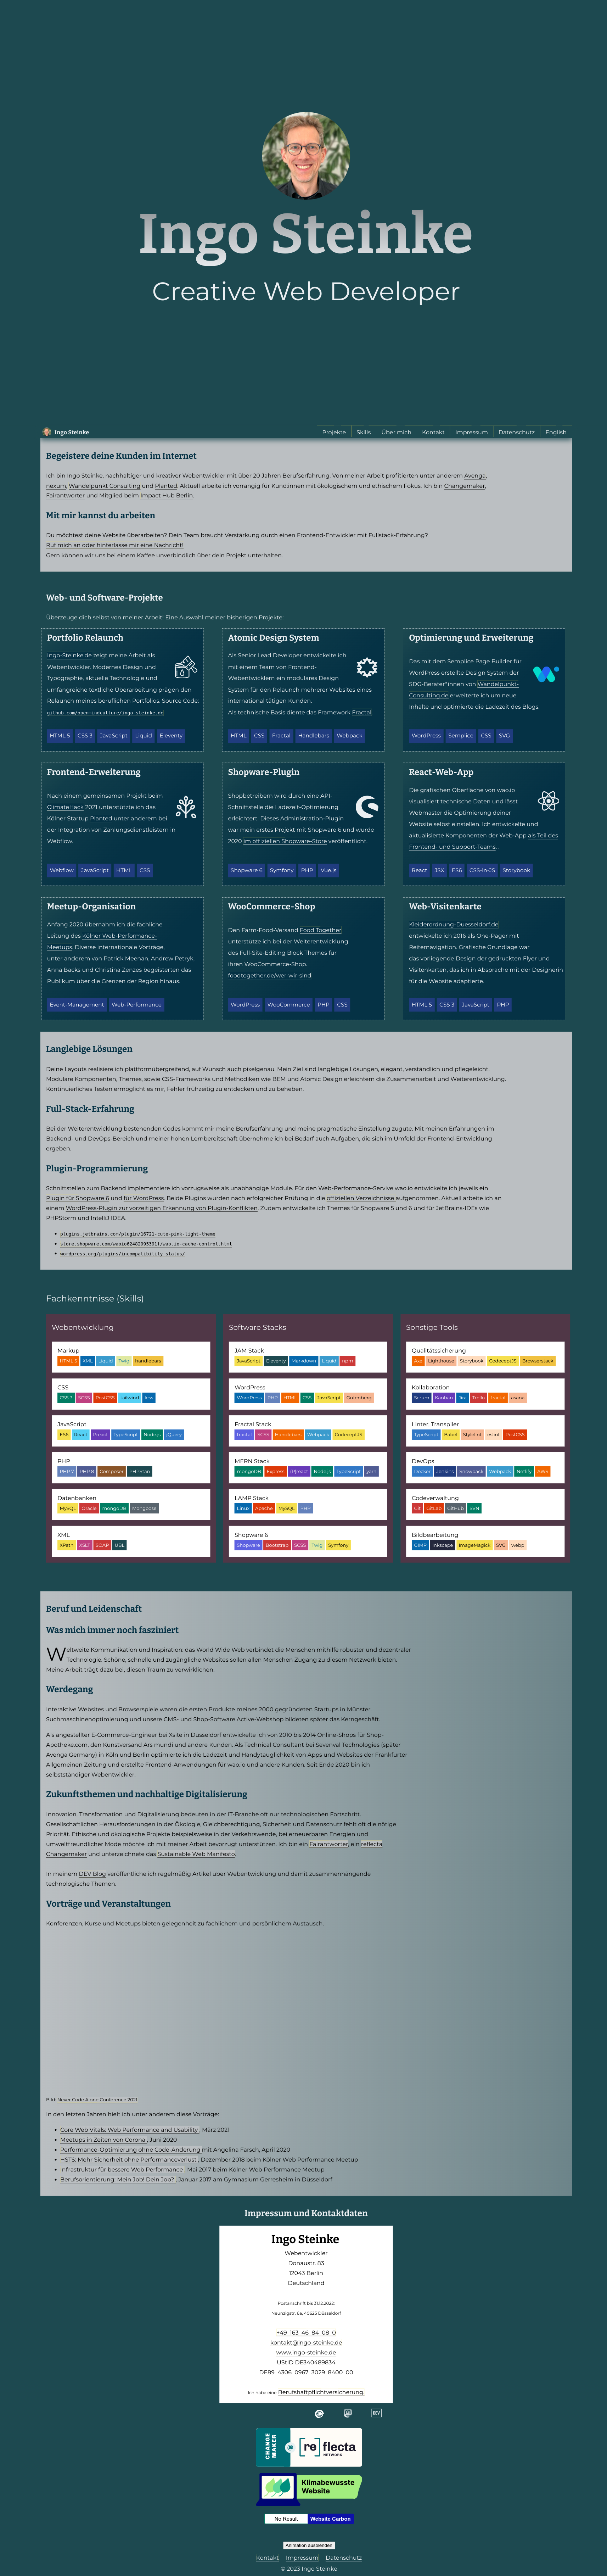 Ingo Steinke
Creative Web Developer
Ingo Steinke
Projekte Skills Über mich Kontakt Impressum Datenschutz English
Begeistere deine Kunden im Internet
Ich bin Ingo Steinke, nachhaltiger und kreativer Webentwickler mit über 20 Jahren Berufserfahrung. Von meiner Arbeit profitierten unter anderem Avenga,
nexum, Wandelpunkt Consulting und Planted. Aktuell arbeite ich vorrangig für Kund:innen mit ökologischem und ethischem Fokus. Ich bin Changemaker,
Fairantworter und Mitglied beim Impact Hub Berlin.
Mit mir kannst du arbeiten
Du möchtest deine Website überarbeiten? Dein Team braucht Verstärkung durch einen Frontend-Entwickler mit Fullstack-Erfahrung?
Ruf mich an oder hinterlasse mir eine Nachricht!
Gern können wir uns bei einem Kaffee unverbindlich über dein Projekt unterhalten.
Web- und Software-Projekte
Überzeuge dich selbst von meiner Arbeit! Eine Auswahl meiner bisherigen Projekte:
Portfolio Relaunch
Ingo-Steinke.de zeigt meine Arbeit als
Webentwickler. Modernes Design und
Typographie, aktuelle Technologie und
umfangreiche textliche Überarbeitung prägen den
Relaunch meines beruflichen Portfolios. Source Code:
github.com/openmindculture/ingo-steinke.de
HTML 5 CSS 3 JavaScript Liquid Eleventy
Atomic Design System
Als Senior Lead Developer entwickelte ich
mit einem Team von Frontend-
Webentwicklern ein modulares Design
System für den Relaunch mehrerer Websites eines
international tätigen Kunden.
Als technische Basis diente das Framework Fractal.
HTML CSS Fractal Handlebars Webpack
Optimierung und Erweiterung
Das mit dem Semplice Page Builder für
WordPress erstellte Design System der
SDG-Berater*innen von Wandelpunkt-
Consulting.de erweiterte ich um neue
Inhalte und optimierte die Ladezeit des Blogs.
WordPress Semplice CSS SVG
Frontend-Erweiterung
Nach einem gemeinsamen Projekt beim
ClimateHack 2021 unterstützte ich das
Kölner Startup Planted unter anderem bei
der Integration von Zahlungsdienstleistern in
Webflow.
Webflow JavaScript HTML CSS
Shopware-Plugin
Shopbetreibern wird durch eine API-
Schnittstelle die Ladezeit-Optimierung
erleichtert. Dieses Administration-Plugin
war mein erstes Projekt mit Shopware 6 und wurde
2020 im offiziellen Shopware-Store veröffentlicht.
Shopware 6 Symfony PHP Vue.js
React-Web-App
Die grafischen Oberfläche von wao.io
visualisiert technische Daten und lässt
Webmaster die Optimierung deiner
Website selbst einstellen. Ich entwickelte und
aktualisierte Komponenten der Web-App als Teil des
Frontend- und Support-Teams.
React JSX ES6 CSS-in-JS Storybook
Meetup-Organisation
Anfang 2020 übernahm ich die fachliche
Leitung des Kölner Web-Performance-
Meetups. Diverse internationale Vorträge,
unter anderem von Patrick Meenan, Andrew Petryk,
Anna Backs und Christina Zenzes begeisterten das
Publikum über die Grenzen der Region hinaus.
Event-Management Web-Performance
WooCommerce-Shop
Den Farm-Food-Versand Food Together
unterstütze ich bei der Weiterentwicklung
des Full-Site-Editing Block Themes für
ihren WooCommerce-Shop.
foodtogether.de/wer-wir-sind
WordPress WooCommerce PHP CSS
Web-Visitenkarte
Kleiderordnung-Duesseldorf.de
entwickelte ich 2016 als One-Pager mit
Reiternavigation. Grafische Grundlage war
das vorliegende Design der gedruckten Flyer und
Visitenkarten, das ich in Absprache mit der Designerin
für die Website adaptierte.
HTML 5 CSS 3 JavaScript PHP
Langlebige Lösungen
Deine Layouts realisiere ich plattformübergreifend, auf Wunsch auch pixelgenau. Mein Ziel sind langlebige Lösungen, elegant, verständlich und pflegeleicht.
Modulare Komponenten, Themes, sowie CSS-Frameworks und Methodiken wie BEM und Atomic Design erleichtern die Zusammenarbeit und Weiterentwicklung.
Kontinuierliches Testen ermöglicht es mir, Fehler frühzeitig zu entdecken und zu beheben.
Full-Stack-Erfahrung
Bei der Weiterentwicklung bestehenden Codes kommt mir meine Berufserfahrung und meine pragmatische Einstellung zugute. Mit meinen Erfahrungen im
Backend- und DevOps-Bereich und meiner hohen Lernbereitschaft übernehme ich bei Bedarf auch Aufgaben, die sich im Umfeld der Frontend-Entwicklung
ergeben.
Plugin-Programmierung
Schnittstellen zum Backend implementiere ich vorzugsweise als unabhängige Module. Für den Web-Performance-Servive wao.io entwickelte ich jeweils ein
Plugin für Shopware 6 und für WordPress. Beide Plugins wurden nach erfolgreicher Prüfung in die offiziellen Verzeichnisse aufgenommen. Aktuell arbeite ich an
einem WordPress-Plugin zur vorzeitigen Erkennung von Plugin-Konflikten. Zudem entwickelte ich Themes für Shopware 5 und 6 und für JetBrains-IDEs wie
PHPStorm und IntelliJ IDEA.
plugins.jetbrains.com/plugin/16721-cute-pink-light-theme
store.shopware.com/waoio62482995391f/wao.io-cache-control.html
wordpress.org/plugins/incompatibility-status/
Fachkenntnisse (Skills)
Webentwicklung
Markup
HTML 5 XML Liquid Twig handlebars
CSS
CSS 3 SCSS PostCSS tailwind less
JavaScript
ES6 React Preact TypeScript Node.js jQuery
PHP
PHP 7 PHP 8 Composer PHPStan
Datenbanken
MySQL Oracle mongoDB Mongoose
XML
XPath XSLT SOAP UBL
Software Stacks
JAM Stack
JavaScript Eleventy Markdown Liquid npm
WordPress
WordPress PHP HTML CSS JavaScript Gutenberg
Fractal Stack
fractal SCSS Handlebars Webpack CodeceptJS
MERN Stack
mongoDB Express (P)react Node.js TypeScript yarn
LAMP Stack
Linux Apache MySQL PHP
Shopware 6
Shopware Bootstrap SCSS Twig Symfony
Sonstige Tools
Qualitätssicherung
Axe Lighthouse Storybook CodeceptJS Browserstack
Kollaboration
Scrum Kanban Jira Trello Fractal asana
Linter, Transpiler
TypeScript Babel Stylelint eslint PostCSS
DevOps
Docker Jenkins Snowpack Webpack Netlify AWS
Codeverwaltung
Git GitLab GitHub SVN
Bildbearbeitung
GIMP Inkscape ImageMagick SVG webp
Beruf und Leidenschaft
Was mich immer noch fasziniert
Weltweite Kommunikation und Inspiration: das World Wide Web verbindet die Menschen mithilfe robuster und dezentraler
Technologie. Schöne, schnelle und zugängliche Websites sollen allen Menschen Zugang zu diesem Netzwerk bieten.
Meine Arbeit trägt dazu bei, diesen Traum zu verwirklichen.
Werdegang
Interaktive Websites und Browserspiele waren die ersten Produkte meines 2000 gegründeten Startups in Münster.
Suchmaschinenoptimierung und unsere CMS- und Shop-Software Active-Webshop bildeten später das Kerngeschäft.
Als angestellter E-Commerce-Engineer bei Xsite in Düsseldorf entwickelte ich von 2010 bis 2014 Online-Shops für Shop-
Apotheke.com, den Kunstversand Ars mundi und andere Kunden. Als Technical Consultant bei Sevenval Technologies (später
Avenga Germany) in Köln und Berlin optimierte ich die Ladezeit und Handytauglichkeit von Apps und Websites der Frankfurter
Allgemeinen Zeitung und erstellte Frontend-Anwendungen für wao.io und andere Kunden. Seit Ende 2020 bin ich
selbstständiger Webentwickler.
Zukunftsthemen und nachhaltige Digitalisierung
Innovation, Transformation und Digitalisierung bedeuten in der IT-Branche oft nur technologischen Fortschritt.
Gesellschaftlichen Herausforderungen in der Ökologie, Gleichberechtigung, Sicherheit und Datenschutz fehlt oft die nötige
Priorität. Ethische und ökologische Projekte beispielsweise in der Verkehrswende, bei erneuerbaren Energien und
umweltfreundlicher Mode möchte ich mit meiner Arbeit bevorzugt unterstützen. Ich bin ein Fairantworter, ein reflecta
Changemaker und unterzeichnete das Sustainable Web Manifesto.
In meinem DEV Blog veröffentliche ich regelmäßig Artikel über Webentwicklung und damit zusammenhängende
technologische Themen.
Vorträge und Veranstaltungen
Konferenzen, Kurse und Meetups bieten gelegenheit zu fachlichem und persönlichem Austausch.
Bild: Never Code Alone Conference 2021
In den letzten Jahren hielt ich unter anderem diese Vorträge:
Core Web Vitals: Web Performance and Usability , März 2021
Meetups in Zeiten von Corona , Juni 2020
Performance-Optimierung ohne Code-Änderung mit Angelina Farsch, April 2020
HSTS: Mehr Sicherheit ohne Performanceverlust , Dezember 2018 beim Kölner Web Performance Meetup
Infrastruktur für bessere Web Performance , Mai 2017 beim Kölner Web Performance Meetup
Berufsorientierung: Mein Job! Dein Job? , Januar 2017 am Gymnasium Gerresheim in Düsseldorf
Impressum und Kontaktdaten
Ingo Steinke
Webentwickler
Donaustr. 83
12043 Berlin
Deutschland
Postanschrift bis 31.12.2022:
Neunzigstr. 6a, 40625 Düsseldorf
+49 163 46 84 08 0
kontakt@ingo-steinke.de
www.ingo-steinke.de
UStID DE340489834
DE89 4306 0967 3029 8400 00
Ich habe eine Berufshaftpflichtversicherung.
DEV
CHANGE MAKER [re]flecta NETWORK
Klimabewusste
Website
No Result Website Carbon
Animation ausblenden
Kontakt Impressum Datenschutz
© 2023 Ingo Steinke